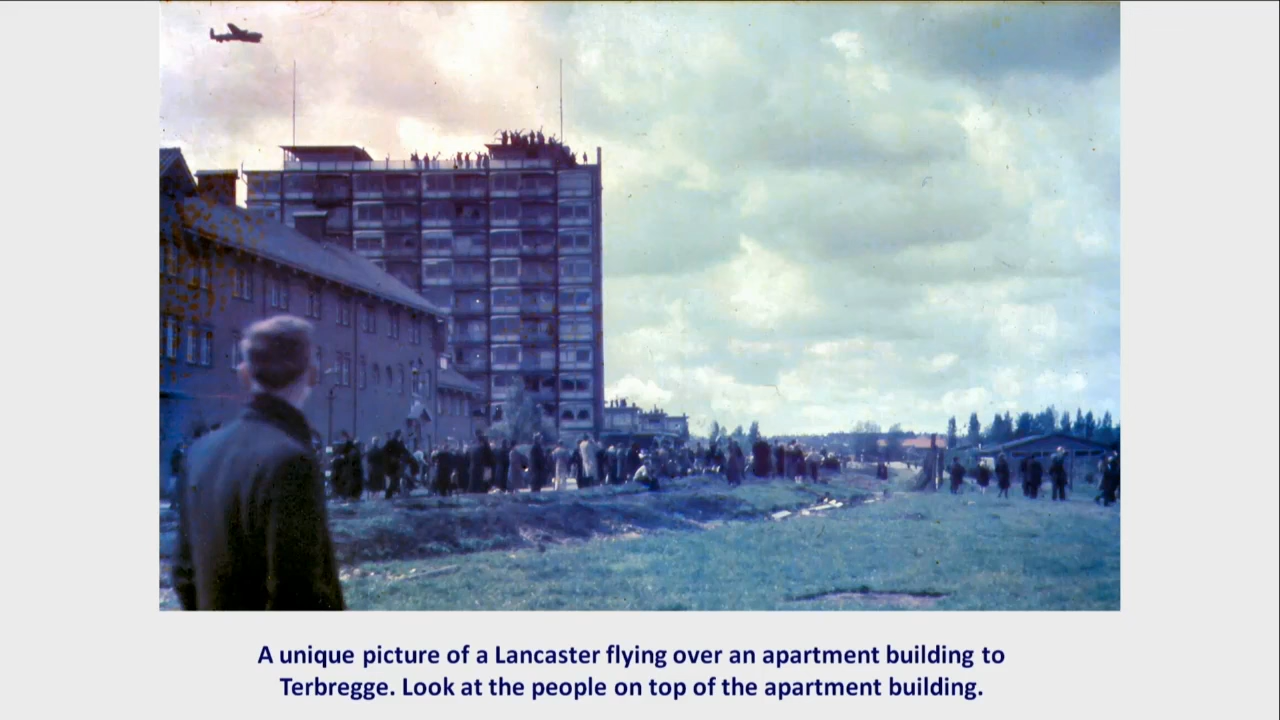 A unique picture of a Lancaster flying over an apartment building to
Terbregge. Look at the people on top of the apartment building.